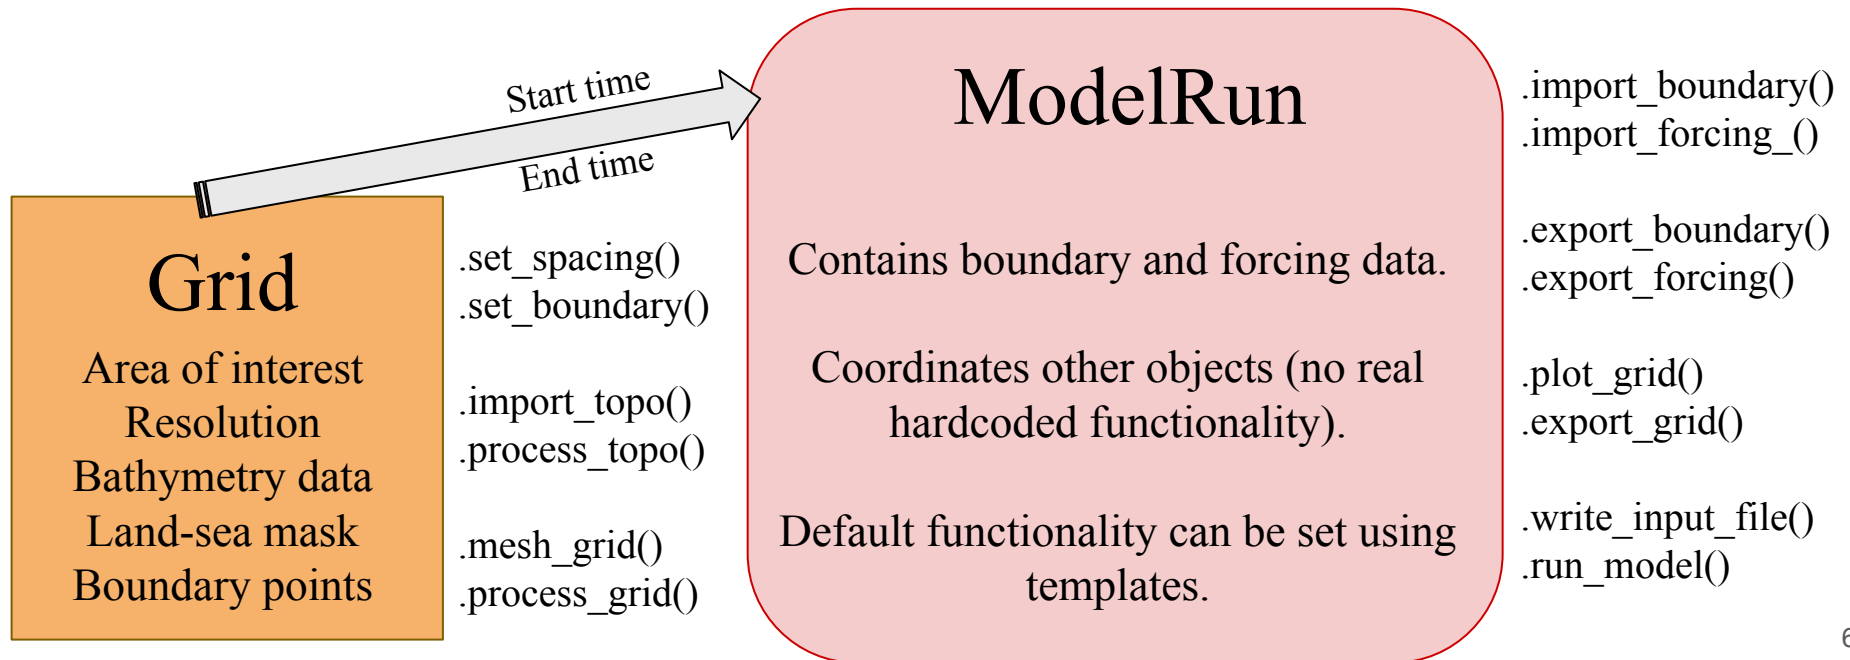 Start time
End time
Grid
Area of interest
Resolution
Bathymetry data
Land-sea mask
Boundary points
.set_spacing()
.set_boundary()
.import_topo()
.process_topo()
.mesh_grid()
.process_grid()
ModelRun
Contains boundary and forcing data.
Coordinates other objects (no real
hardcoded functionality).
Default functionality can be set using
templates.
.import_boundary()
.import_forcing_()
.export_boundary()
.export_forcing()
.plot_grid()
.export_grid()
.write_input_file()
.run_model()
6